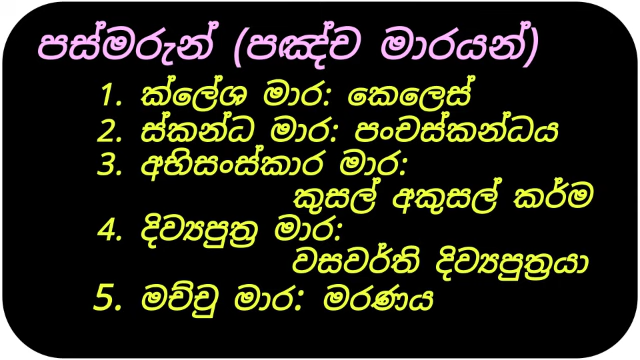 පස්මරුන් (පඤ්ච මාරයන්)
1. ක්ලේශ මාර: කෙලෙස්
2. ස්කන්ධ මාර: පංචස්කන්ධය
3. අභිසංස්කාර මාර:
කුසල් අකුසල් කර්ම
4. දිව්‍යපුත්‍ර මාර:
වසවර්ති දිව්‍යපුත්‍රයා
5. මච්චු මාර: මරණය